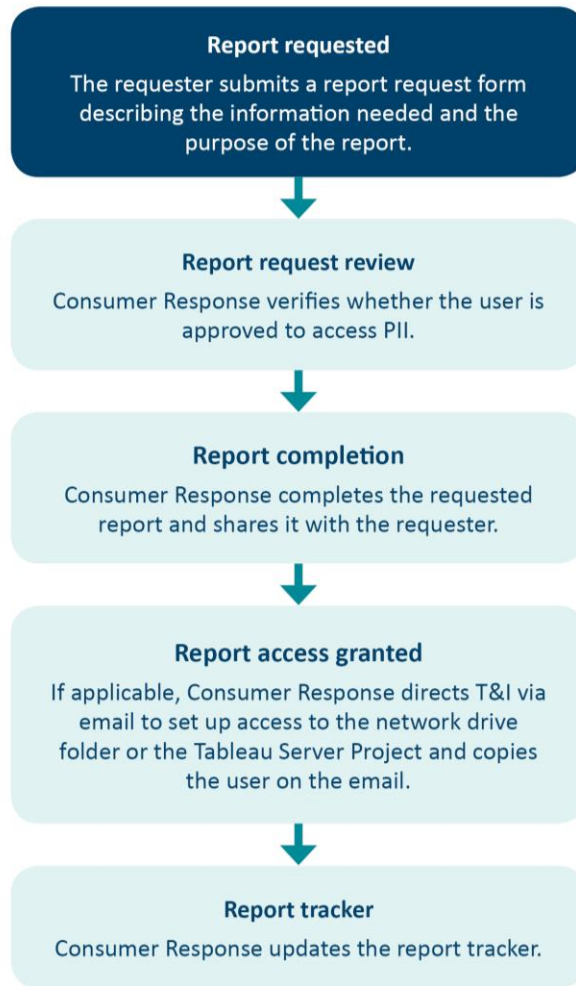 Report requested
The requester submits a report request form
describing the information needed and the
purpose of the report.
Report request review
Consumer Response verifies whether the user is
approved to access PII.
Report completion
Consumer Response completes the requested
report and shares it with the requester.
Report access granted
If applicable, Consumer Response directs T&I via
email to set up access to the network drive
folder or the Tableau Server Project and copies
the user on the email.
Report tracker
Consumer Response updates the report tracker.